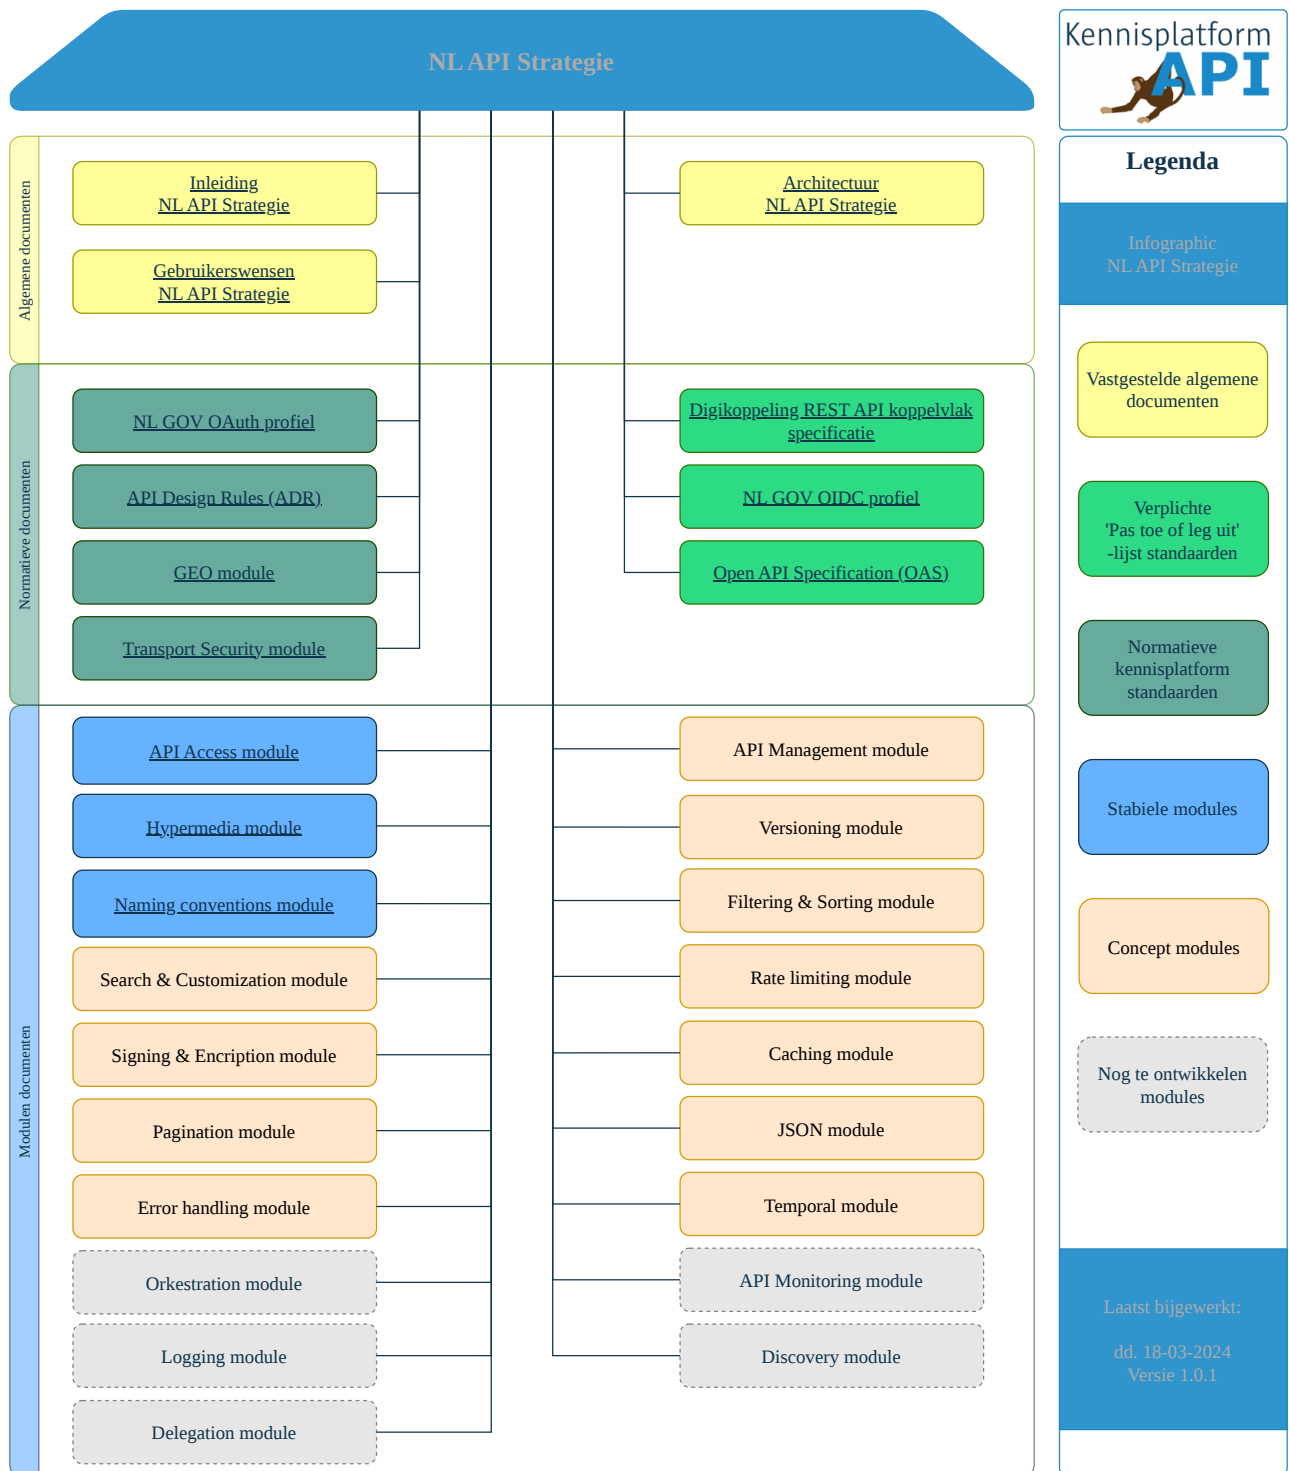 NL API Strategie
Kennisplatform
API
Algemene documenten
Inleiding
NL API Strategie
Architectuur
NL API Strategie
Gebruikerswensen
NL API Strategie
Normatieve documenten
NL GOV OAuth profiel
Digikoppeling REST API koppelvlak
specificatie
API Design Rules (ADR)
NL GOV OIDC profiel
GEO module
Open API Specification (OAS)
Transport Security module
Modulen documenten
API Access module
API Management module
Hypermedia module
Versioning module
Naming conventions module
Filtering & Sorting module
Search & Customization module
Rate limiting module
Signing & Encription module
Caching module
Pagination module
JSON module
Error handling module
Temporal module
Orkestration module
API Monitoring module
Logging module
Discovery module
Delegation module
Legenda
Infographic
NL API Strategie
Vastgestelde algemene
documenten
Verplichte
'Pas toe of leg uit'
-lijst standaarden
Normatieve
kennisplatform
standaarden
Stabiele modules
Concept modules
Nog te ontwikkelen
modules
Laatst bijgewerkt:
dd. 18-03-2024
Versie 1.0.1